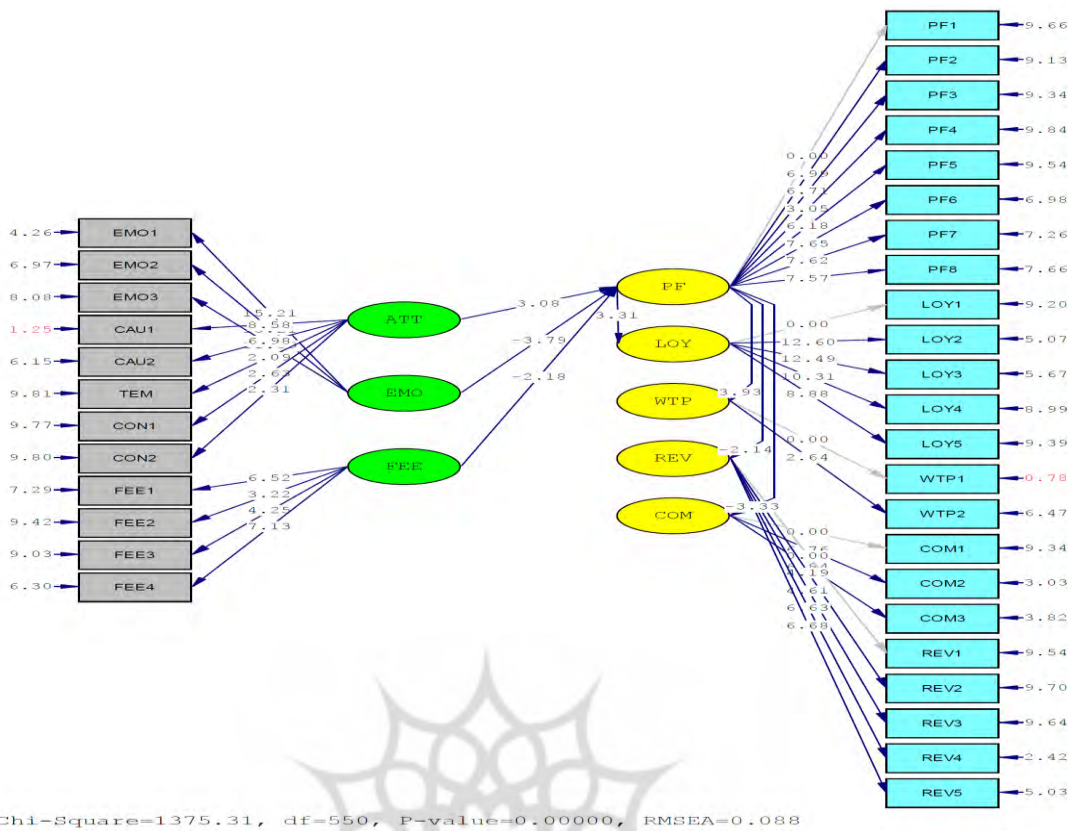 4.26 EMO1
6.97 EMO2
8.08 EMO3
1.25 CAU1
6.15 CAU2
9.81 TEM
9.77 CON1
9.80 CON2
7.29 FEE1
9.42 FEE2
9.03 FEE3
6.30 FEE4
15.21
8.58
6.98
2.09
2.63
2.31
6.52
3.22
4.25
7.13
ATT
EMO
FEE
3.08
-3.79
-2.18
PF
LOY
WTP
REV
COM
3.31
3.93
-2.14
2.64
-3.33
0.00
6.99
6.71
3.05
6.18
7.65
7.62
7.57
0.00
12.60
12.49
10.31
8.88
0.00
0.00
0.00
4.19
4.61
6.63
6.68
PF1 9.66
PF2 9.13
PF3 9.34
PF4 9.84
PF5 9.54
PF6 6.98
PF7 7.26
PF8 7.66
LOY1 9.20
LOY2 5.07
LOY3 5.67
LOY4 8.99
LOY5 9.39
WTP1 0.78
WTP2 6.47
COM1 9.34
COM2 3.03
COM3 3.82
REV1 9.54
REV2 9.70
REV3 9.64
REV4 2.42
REV5 5.03
Chi-Square=1375.31, df=550, P-value=0.00000, RMSEA=0.088